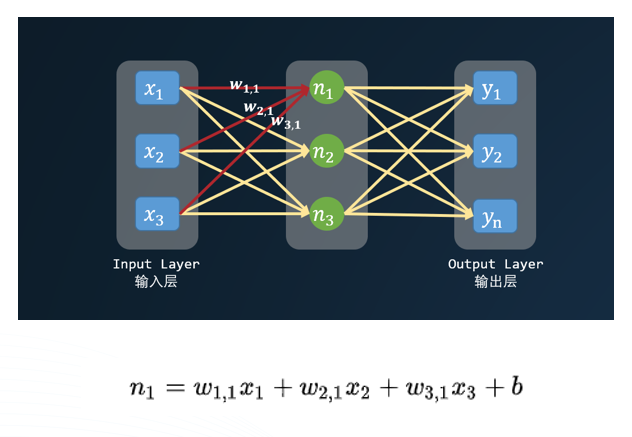 x₁ w₁,₁ n₁ y₁
w₂,₁
w₃,₁
x₂ n₂ y₂
x₃ n₃ yₙ
Input Layer Output Layer
输入层 输出层
n₁ = w₁,₁x₁ + w₂,₁x₂ + w₃,₁x₃ + b